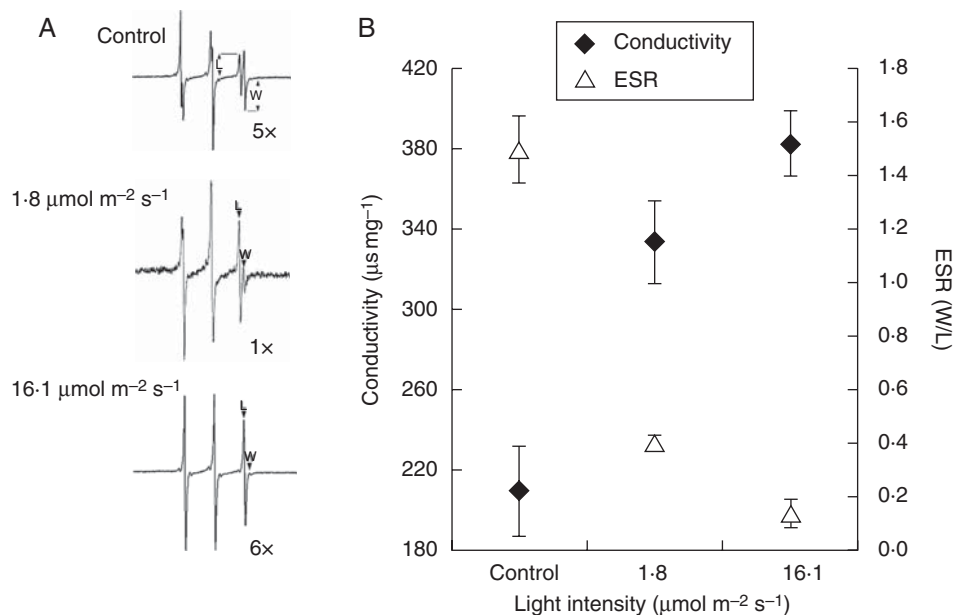 A
Control
L
W
5×
1·8 μmol m–2 s–1
L
W
1×
16·1 μmol m–2 s–1
L
W
6×
B
Conductivity
ESR
420
380
340
300
260
220
180
Conductivity (μs mg–1)
1·8
1·6
1·4
1·2
1·0
0·8
0·6
0·4
0·2
0·0
ESR (W/L)
Control
1·8
16·1
Light intensity (μmol m–2 s–1)